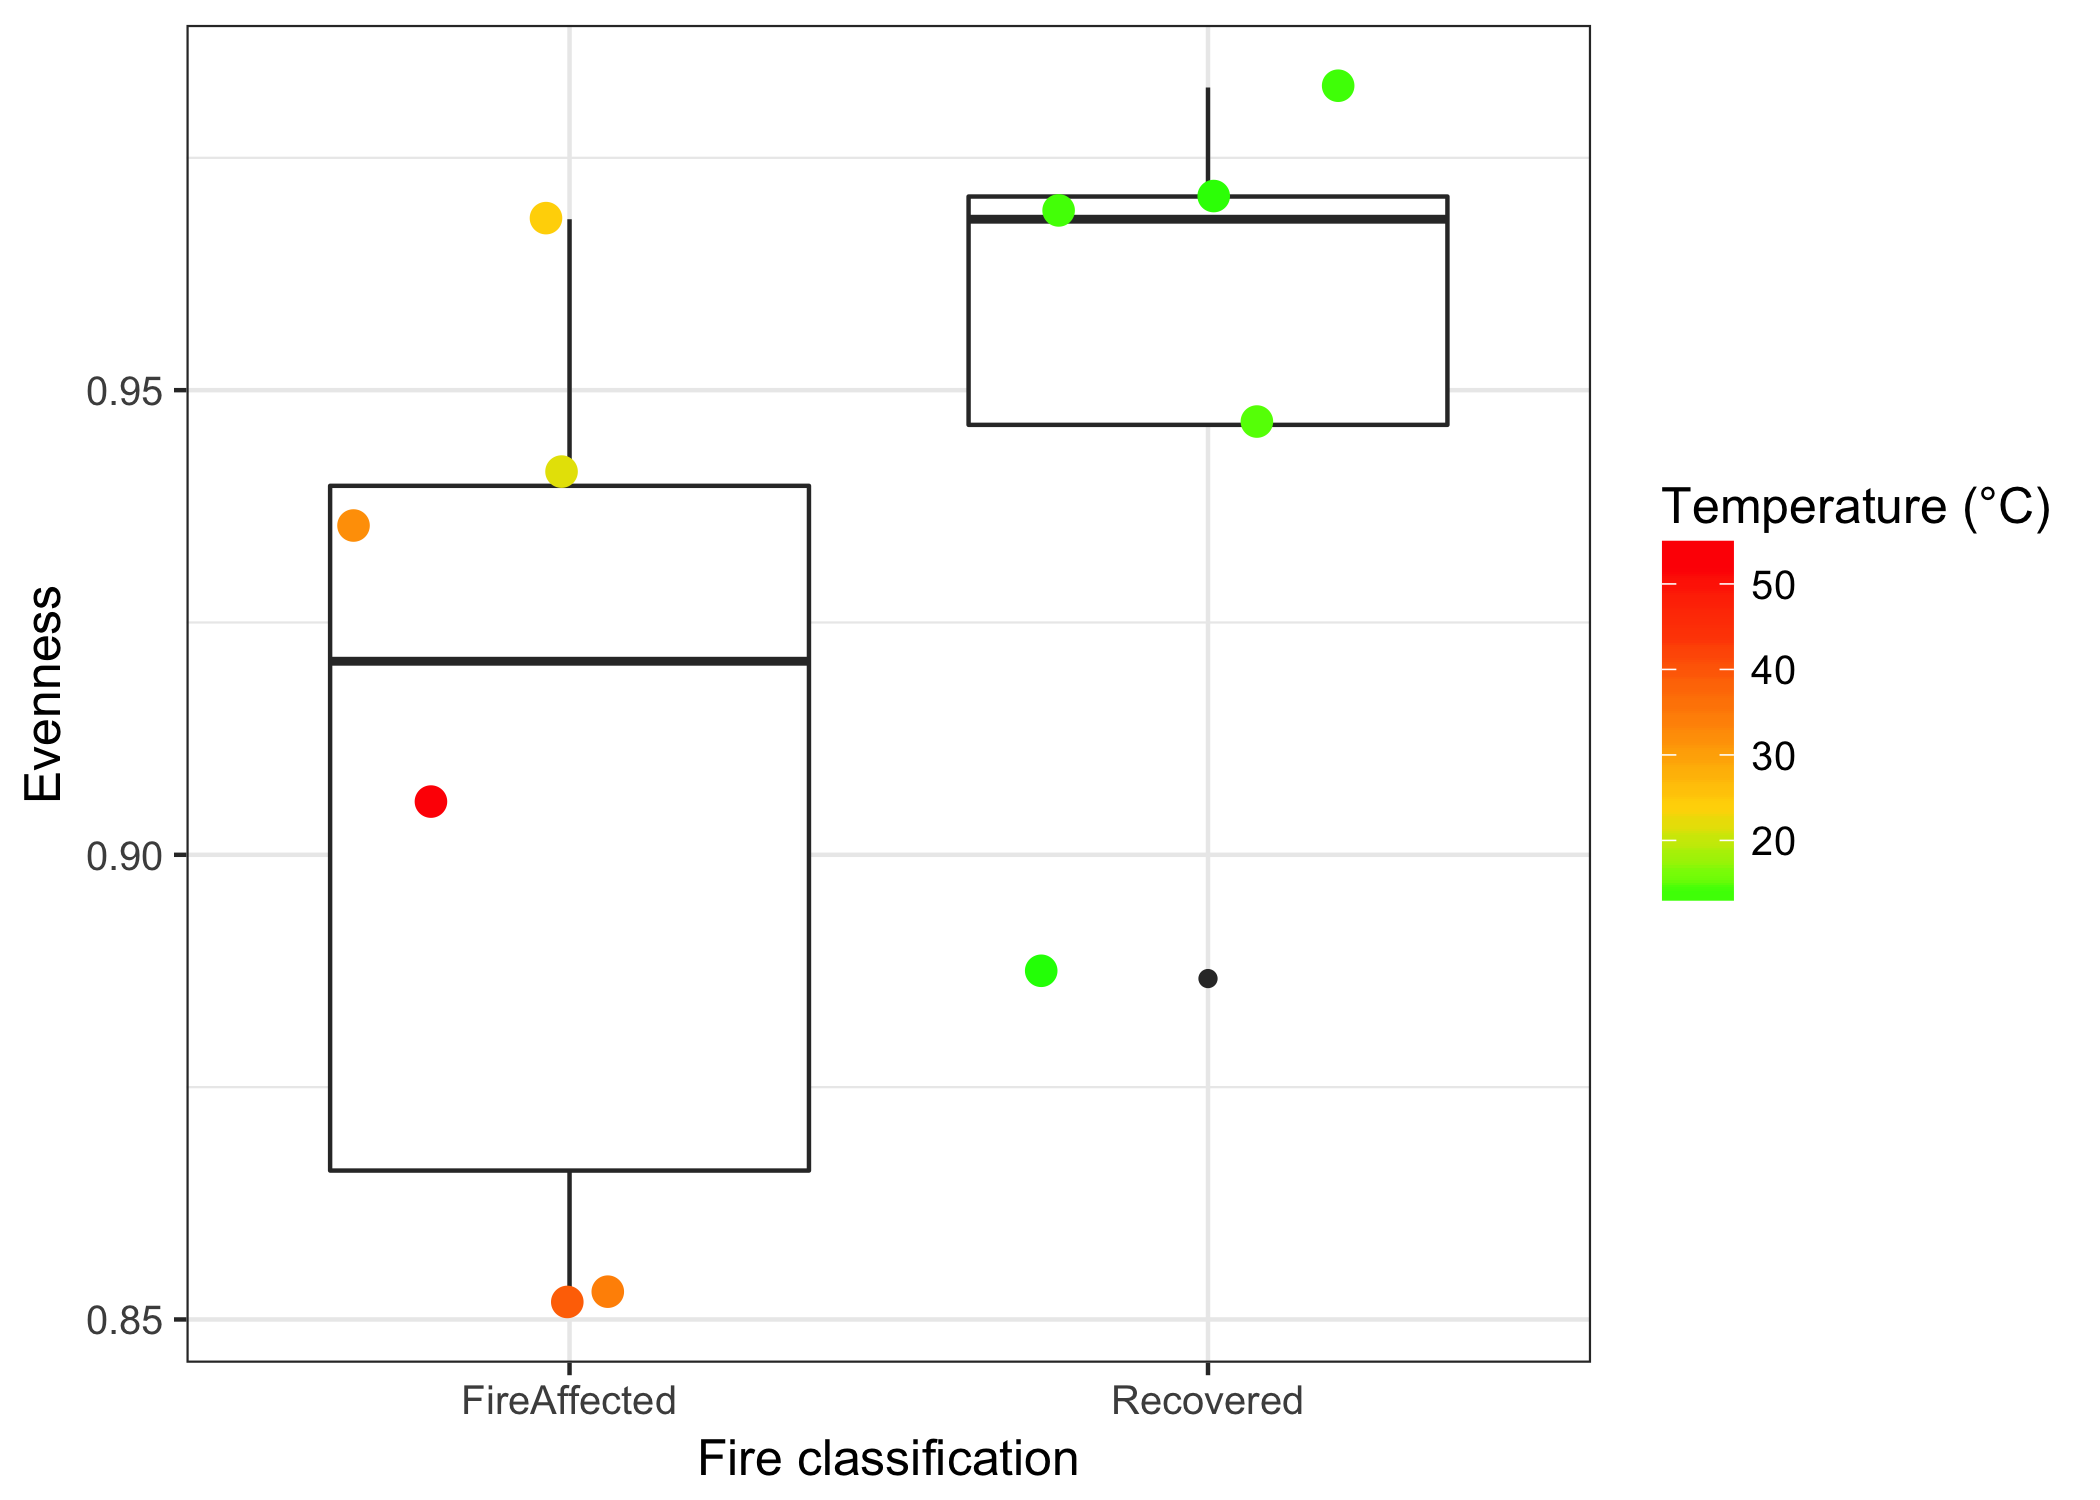 Evenness
0.95
0.90
0.85
FireAffected
Recovered
Fire classification
Temperature (°C)
50
40
30
20